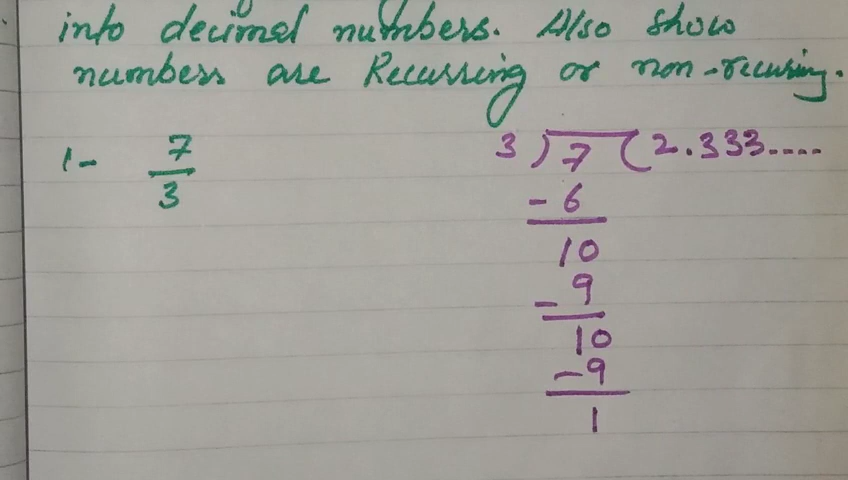 into decimal numbers. Also show
numbers are Recurring or non-recuring.
1- 7/3
3 ) 7 ( 2.333....
- 6
10
- 9
10
- 9
1